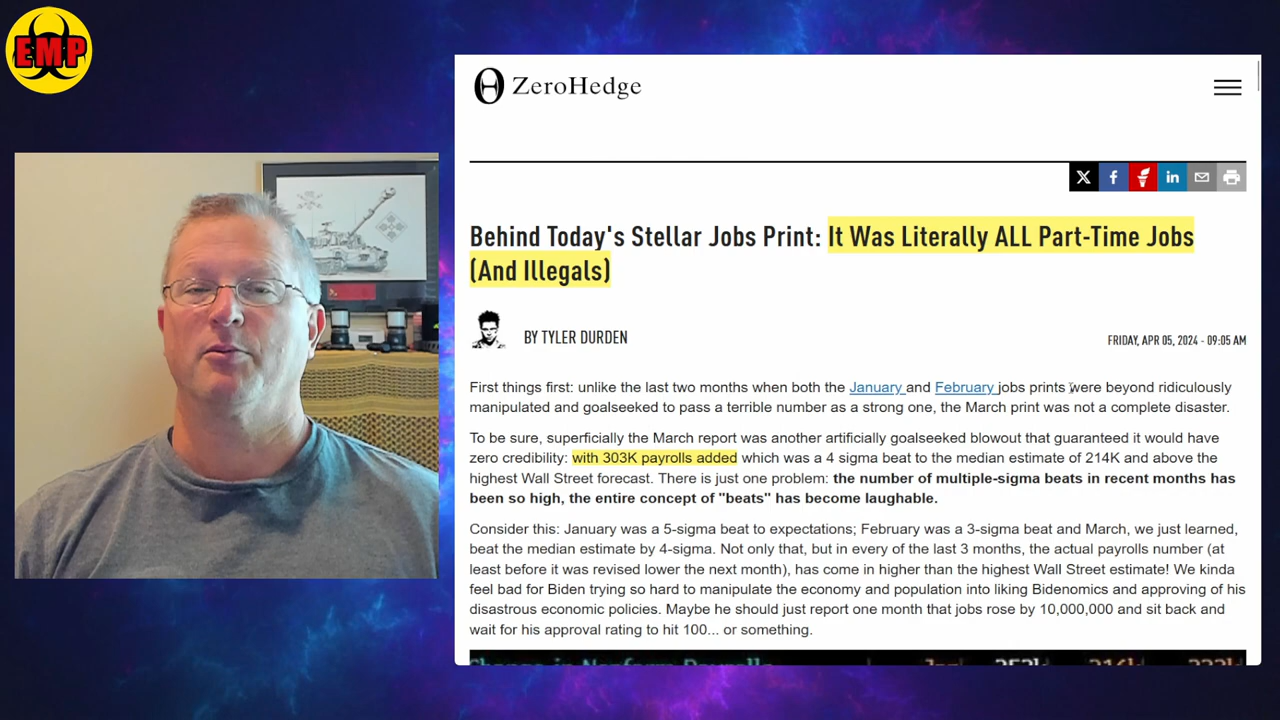 EMP
ZeroHedge
Behind Today's Stellar Jobs Print: It Was Literally ALL Part-Time Jobs
(And Illegals)
BY TYLER DURDEN
FRIDAY, APR 05, 2024 - 09:05 AM
First things first: unlike the last two months when both the January and February jobs prints were beyond ridiculously
manipulated and goalseeked to pass a terrible number as a strong one, the March print was not a complete disaster.
To be sure, superficially the March report was another artificially goalseeked blowout that guaranteed it would have
zero credibility: with 303K payrolls added which was a 4 sigma beat to the median estimate of 214K and above the
highest Wall Street forecast. There is just one problem: the number of multiple-sigma beats in recent months has
been so high, the entire concept of "beats" has become laughable.
Consider this: January was a 5-sigma beat to expectations; February was a 3-sigma beat and March, we just learned,
beat the median estimate by 4-sigma. Not only that, but in every of the last 3 months, the actual payrolls number (at
least before it was revised lower the next month), has come in higher than the highest Wall Street estimate! We kinda
feel bad for Biden trying so hard to manipulate the economy and population into liking Bidenomics and approving of his
disastrous economic policies. Maybe he should just report one month that jobs rose by 10,000,000 and sit back and
wait for his approval rating to hit 100... or something.